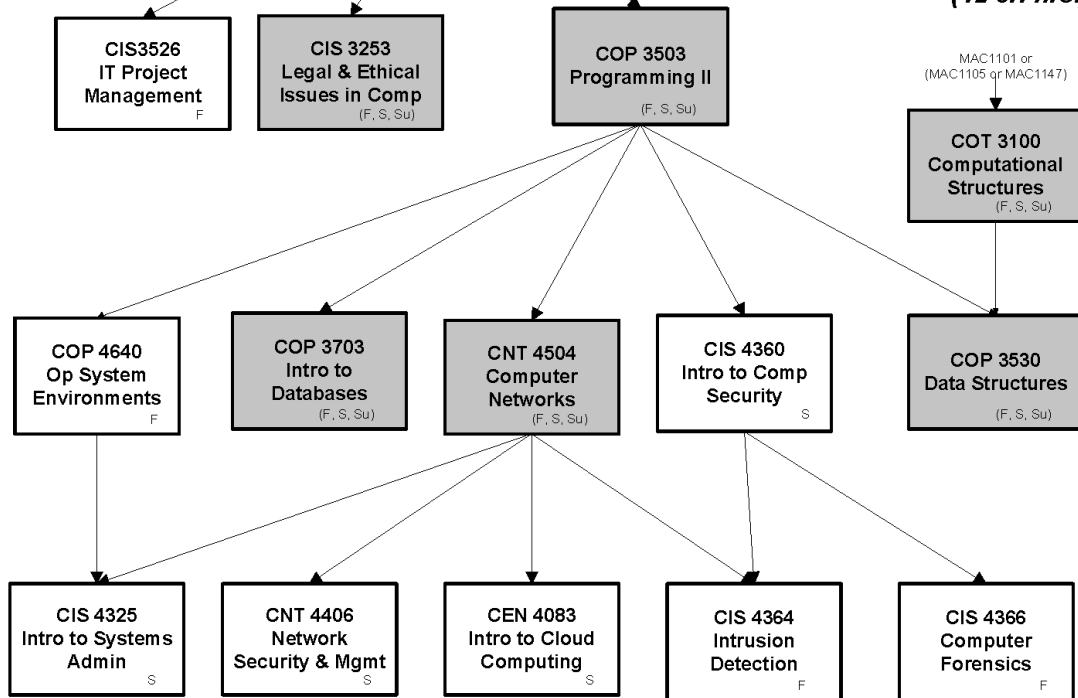 CIS3526
IT Project
Management
F
CIS 3253
Legal & Ethical
Issues in Comp
(F, S, Su)
COP 3503
Programming II
(F, S, Su)
MAC1101 or
(MAC1105 or MAC1147)
COT 3100
Computational
Structures
(F, S, Su)
COP 4640
Op System
Environments
F
COP 3703
Intro to
Databases
(F, S, Su)
CNT 4504
Computer
Networks
(F, S, Su)
CIS 4360
Intro to Comp
Security
S
COP 3530
Data Structures
(F, S, Su)
CIS 4325
Intro to Systems
Admin
S
CNT 4406
Network
Security & Mgmt
S
CEN 4083
Intro to Cloud
Computing
S
CIS 4364
Intrusion
Detection
F
CIS 4366
Computer
Forensics
F